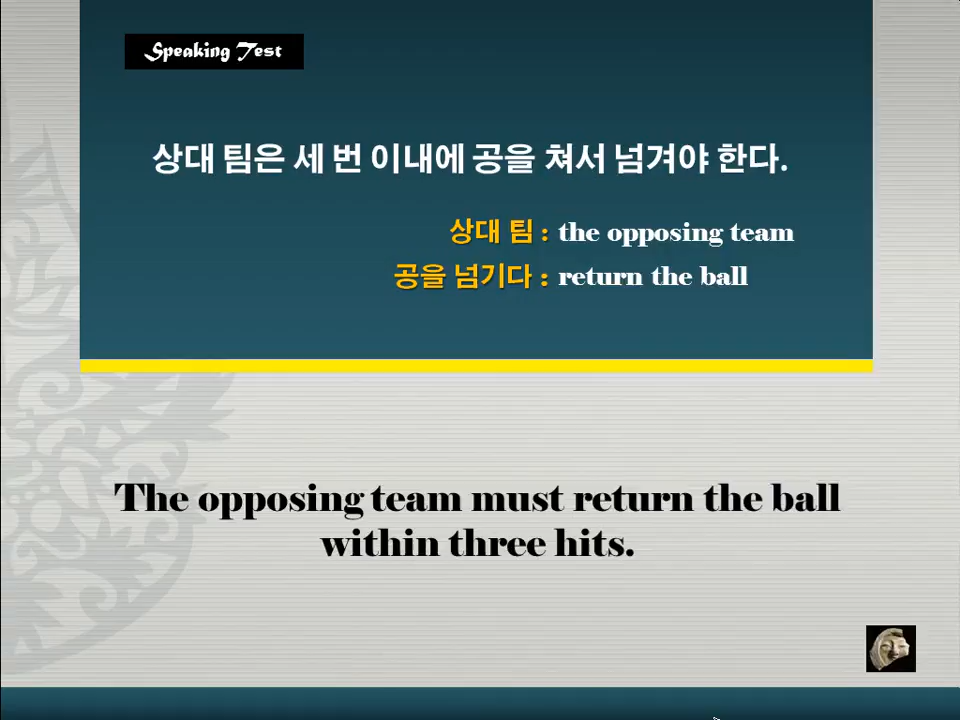 Speaking Test
상대 팀은 세 번 이내에 공을 쳐서 넘겨야 한다.
상대 팀 : the opposing team
공을 넘기다 : return the ball
The opposing team must return the ball
within three hits.